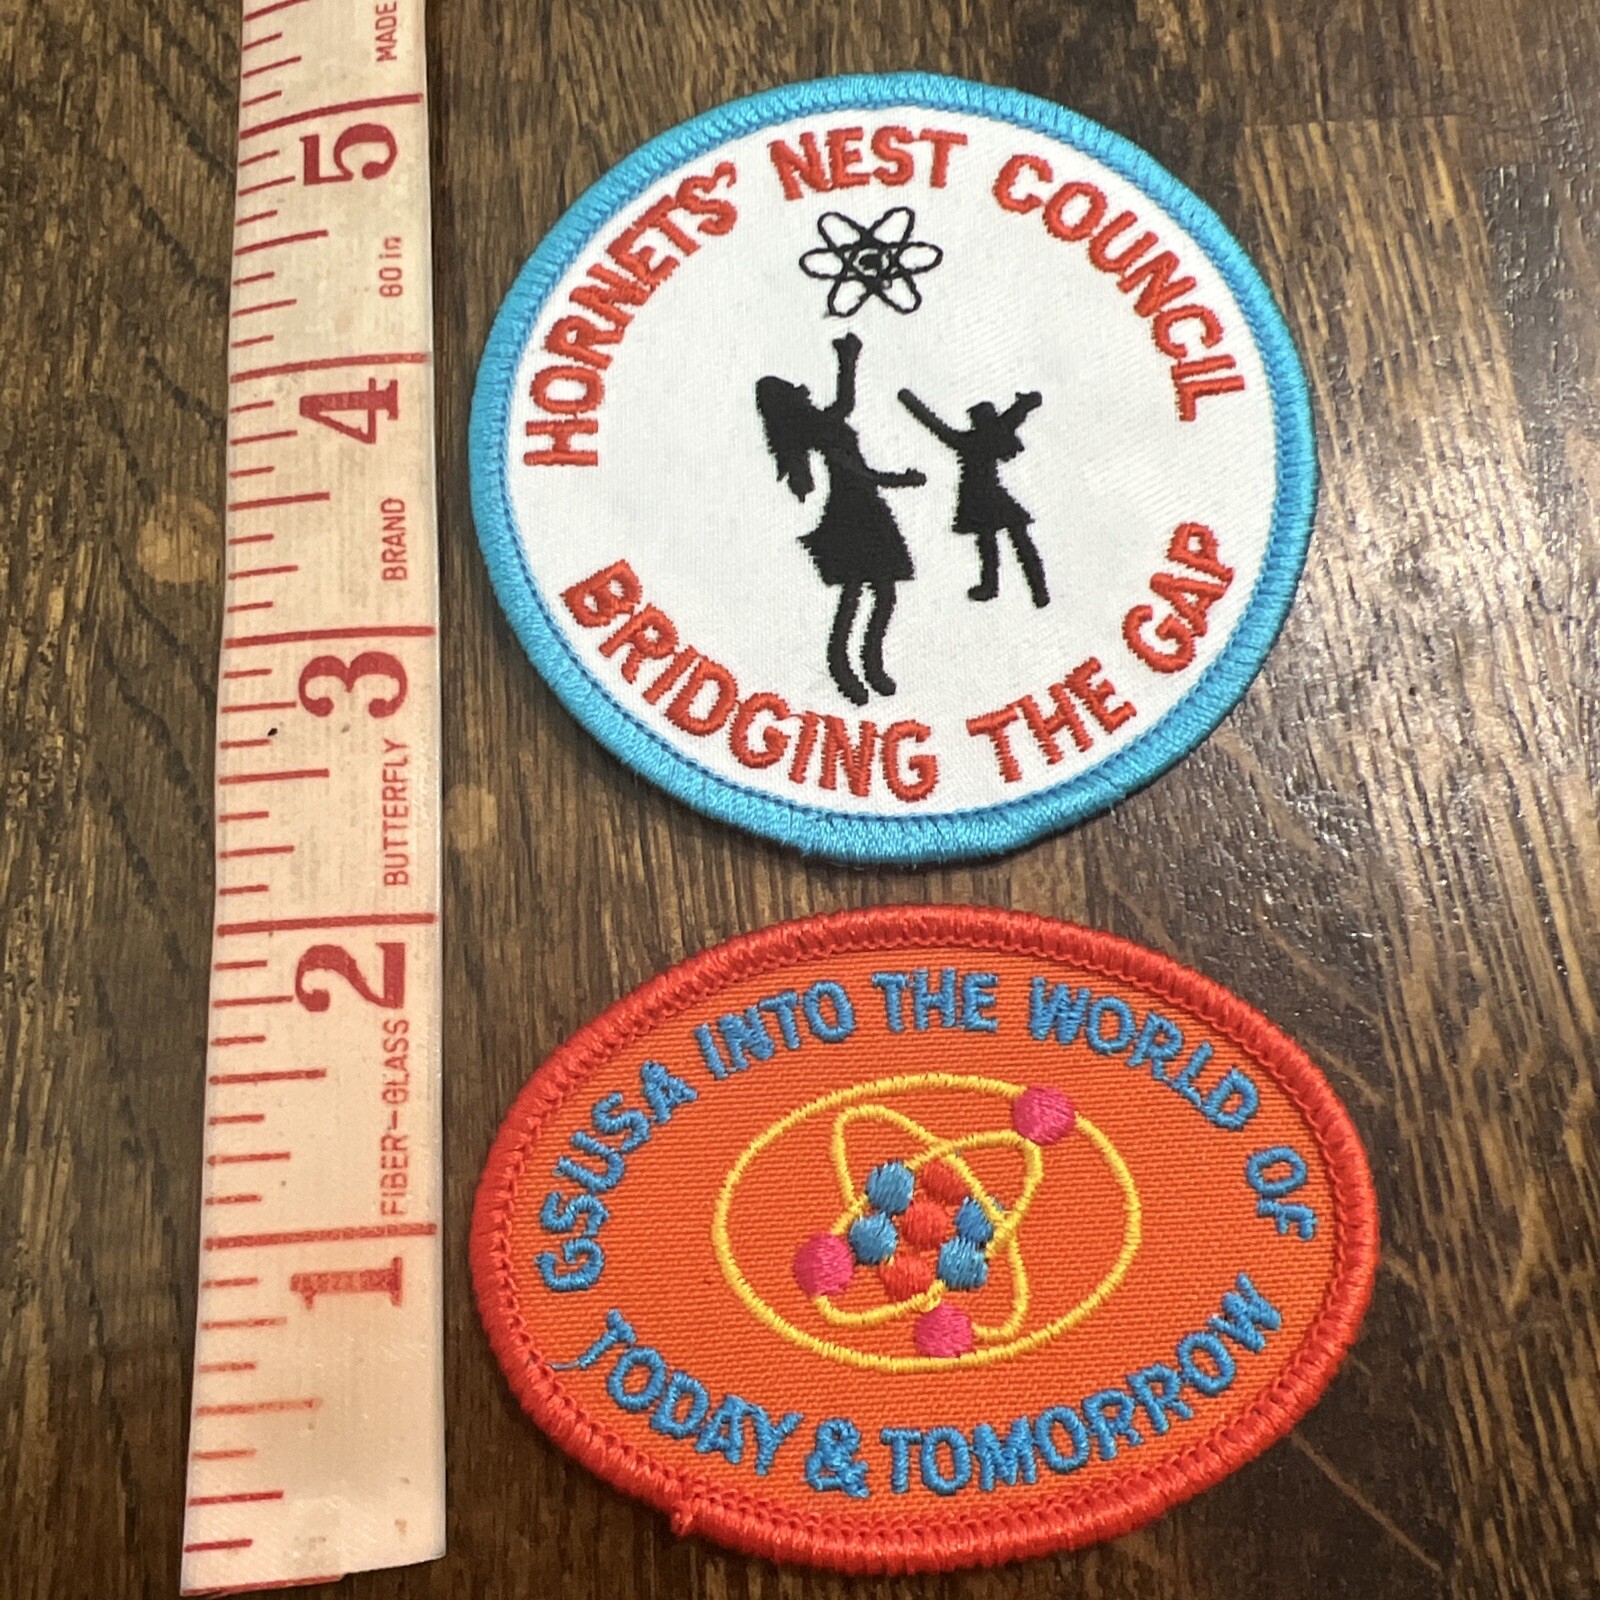 HORNETS' NEST COUNCIL
BRIDGING THE GAP
GSUSA INTO THE WORLD OF
TODAY & TOMORROW
MADE
5
60 in
4
BRAND
3
BUTTERFLY
2
FIBER-GLASS
1